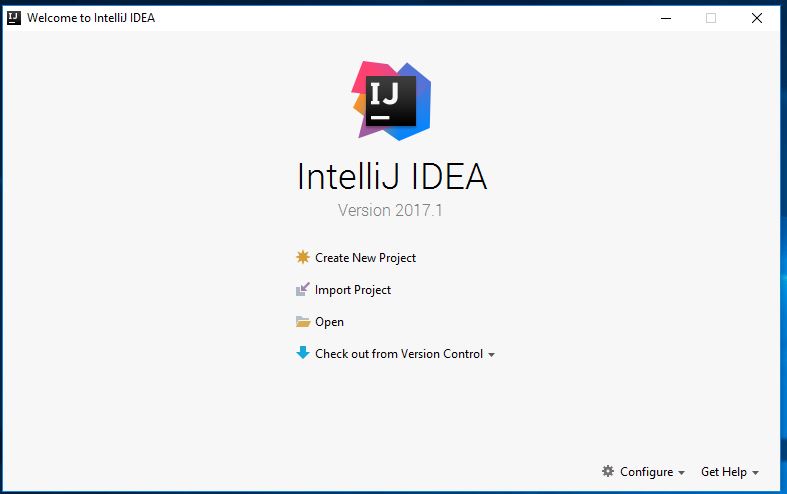 IJ
Welcome to IntelliJ IDEA
IJ
IntelliJ IDEA
Version 2017.1
Create New Project
Import Project
Open
Check out from Version Control
Configure
Get Help